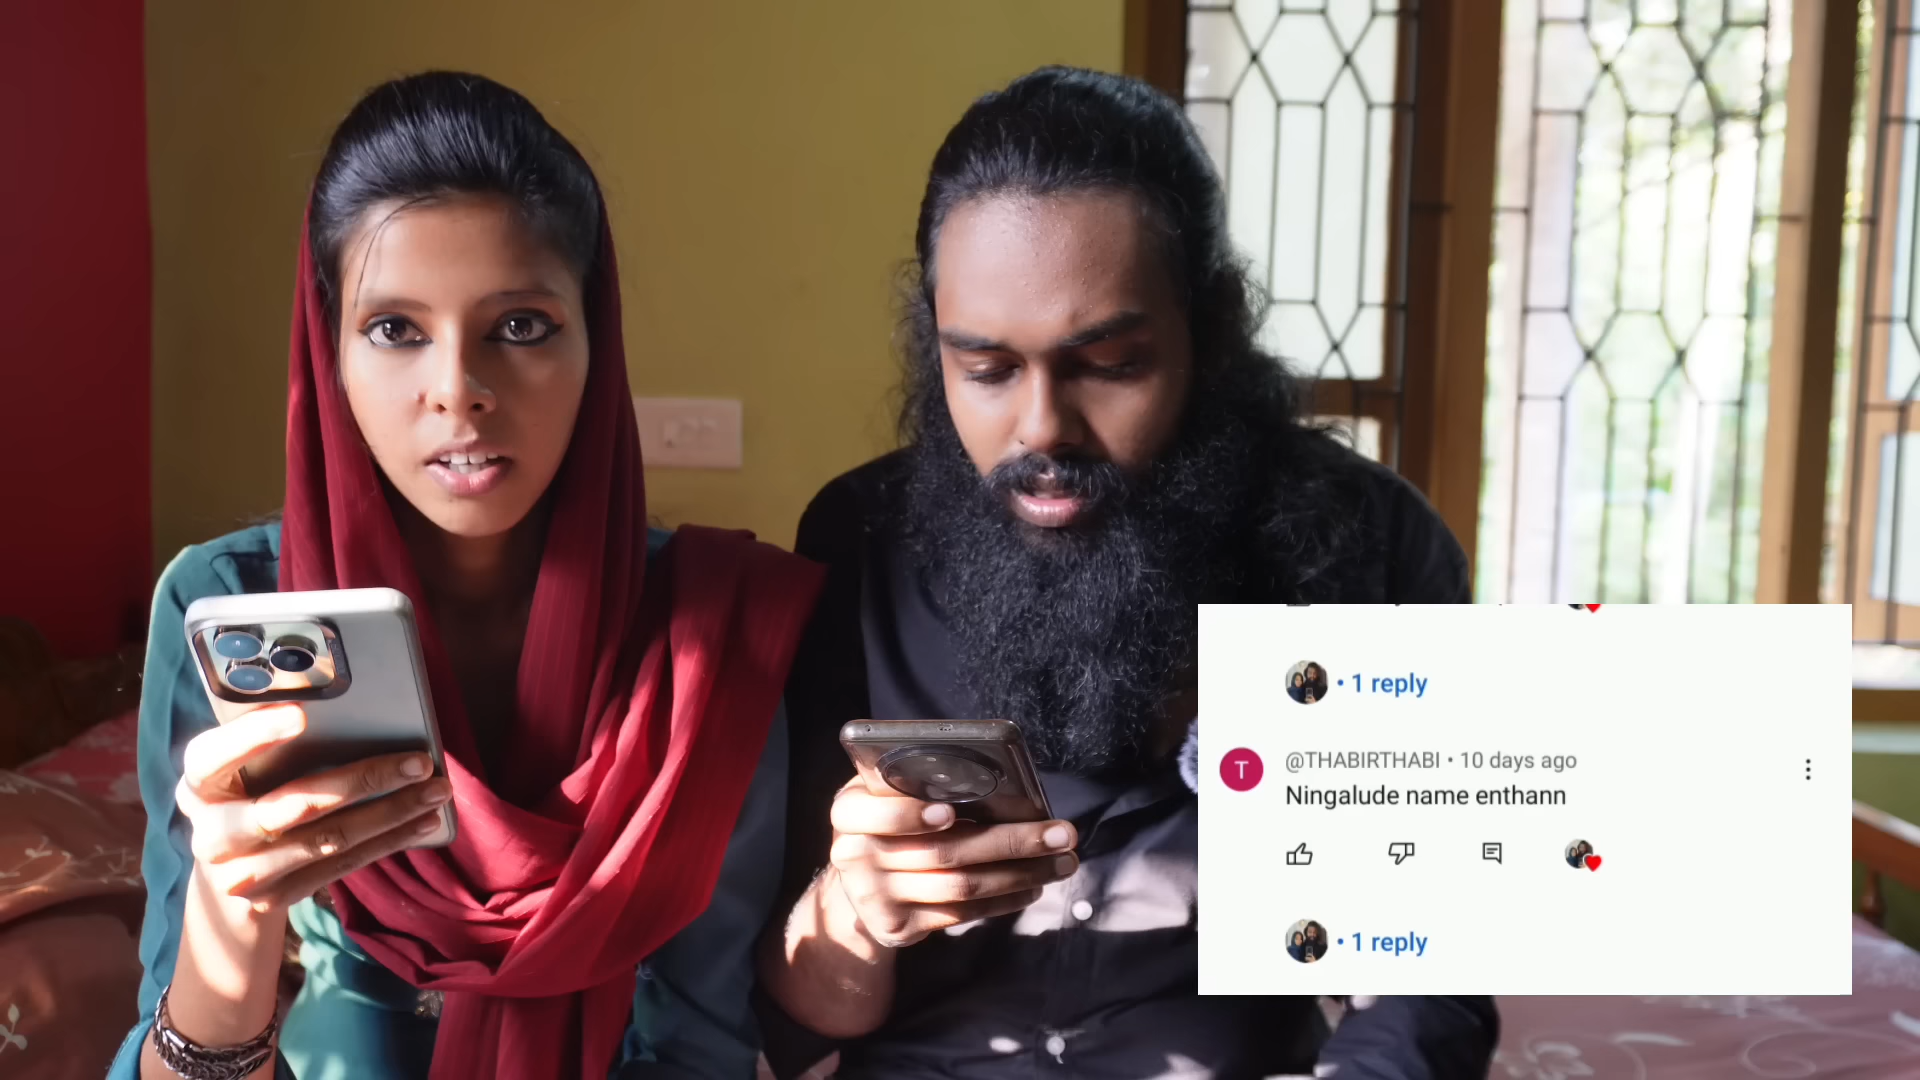 • 1 reply
@THABIRTHABI • 10 days ago
T
Ningalude name enthann
• 1 reply